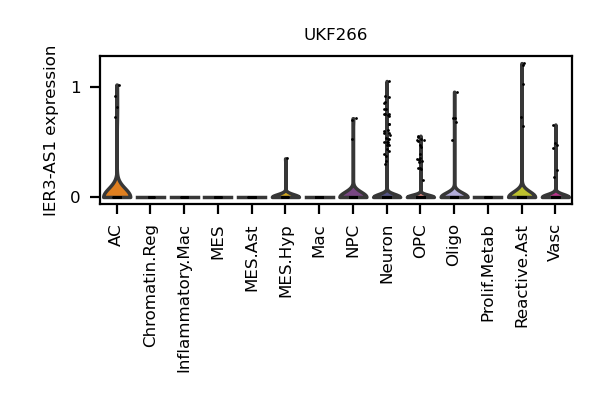 UKF266
IER3-AS1 expression
1
0
AC
Chromatin.Reg
Inflammatory.Mac
MES
MES.Ast
MES.Hyp
Mac
NPC
Neuron
OPC
Oligo
Prolif.Metab
Reactive.Ast
Vasc